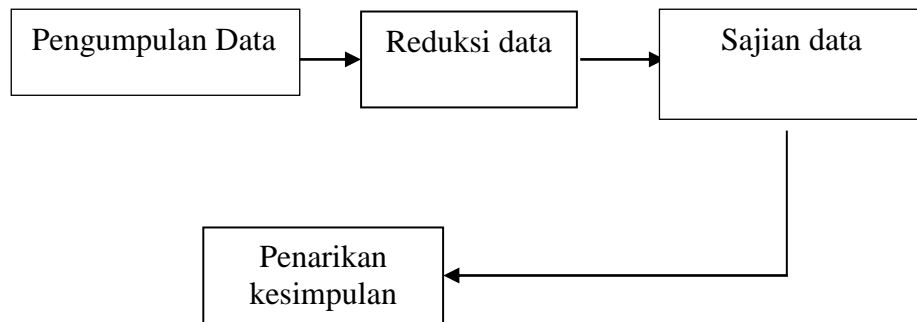 Pengumpulan Data
Reduksi data
Sajian data
Penarikan
kesimpulan